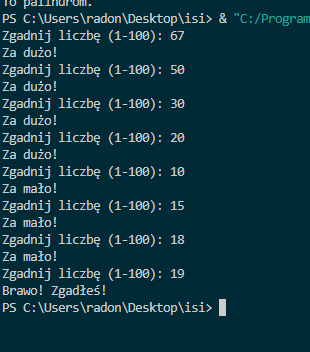 To palindrom.
PS C:\Users\radon\Desktop\isi> & "C:/Program
Zgadnij liczbę (1-100): 67
Za dużo!
Zgadnij liczbę (1-100): 50
Za dużo!
Zgadnij liczbę (1-100): 30
Za dużo!
Zgadnij liczbę (1-100): 20
Za dużo!
Zgadnij liczbę (1-100): 10
Za mało!
Zgadnij liczbę (1-100): 15
Za mało!
Zgadnij liczbę (1-100): 18
Za mało!
Zgadnij liczbę (1-100): 19
Brawo! Zgadłeś!
PS C:\Users\radon\Desktop\isi>